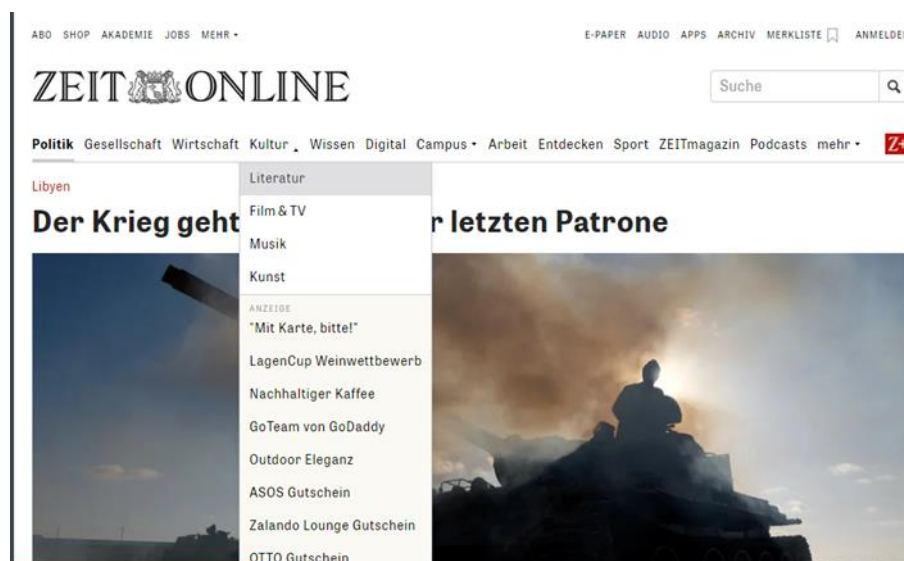 ABO SHOP AKADEMIE JOBS MEHR
E-PAPER AUDIO APPS ARCHIV MERKLISTE ANMELDEN
ZEIT ONLINE
Suche
Politik Gesellschaft Wirtschaft Kultur Wissen Digital Campus Arbeit Entdecken Sport ZEITmagazin Podcasts mehr Z+
Libyen
Der Krieg geht r letzten Patrone
Literatur
Film & TV
Musik
Kunst
ANZEIGE
"Mit Karte, bitte!"
LagenCup Weinwettbewerb
Nachhaltiger Kaffee
GoTeam von GoDaddy
Outdoor Eleganz
ASOS Gutschein
Zalando Lounge Gutschein
OTTO Gutschein